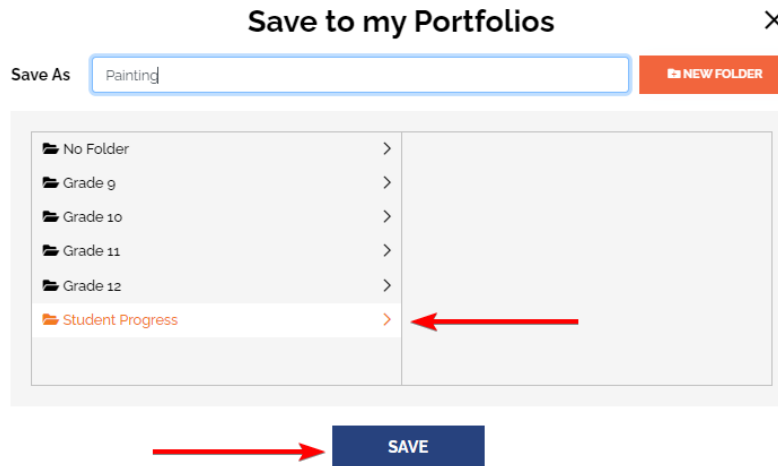 Save to my Portfolios
Save As Painting NEW FOLDER
No Folder
Grade 9
Grade 10
Grade 11
Grade 12
Student Progress
SAVE